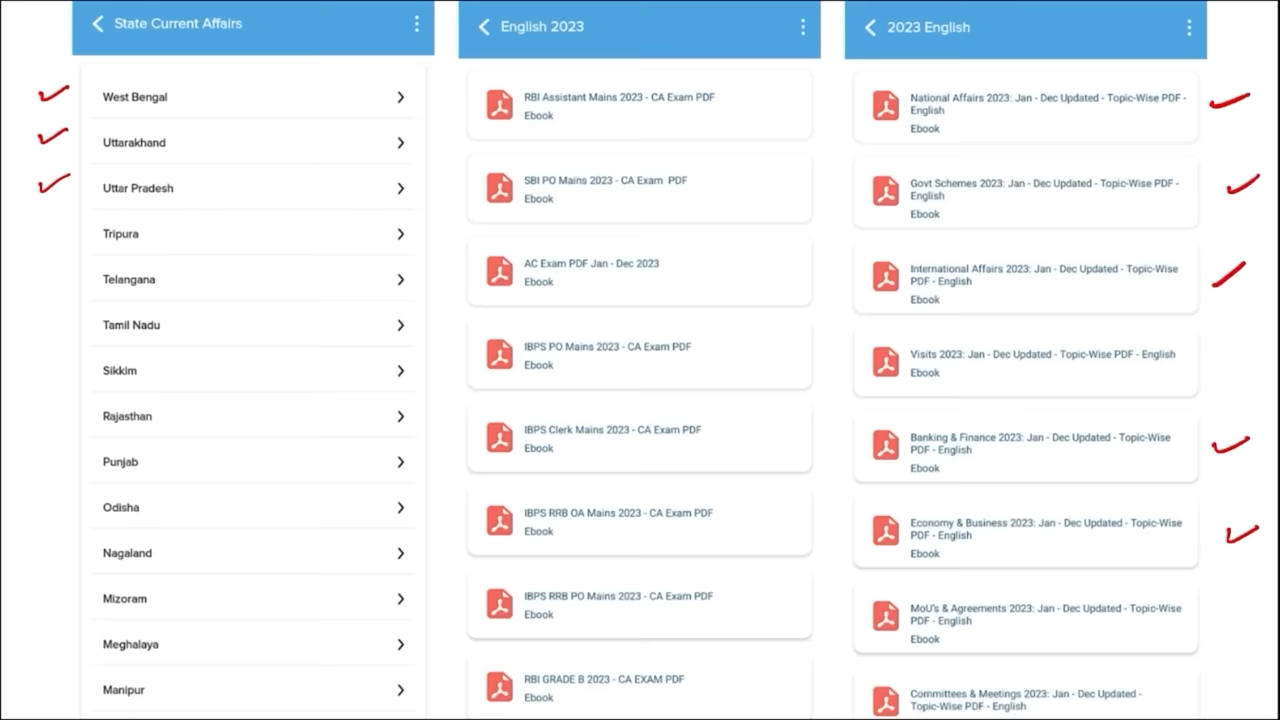 State Current Affairs
West Bengal
Uttarakhand
Uttar Pradesh
Tripura
Telangana
Tamil Nadu
Sikkim
Rajasthan
Punjab
Odisha
Nagaland
Mizoram
Meghalaya
Manipur
English 2023
RBI Assistant Mains 2023 - CA Exam PDF
Ebook
SBI PO Mains 2023 - CA Exam PDF
Ebook
AC Exam PDF Jan - Dec 2023
Ebook
IBPS PO Mains 2023 - CA Exam PDF
Ebook
IBPS Clerk Mains 2023 - CA Exam PDF
Ebook
IBPS RRB OA Mains 2023 - CA Exam PDF
Ebook
IBPS RRB PO Mains 2023 - CA Exam PDF
Ebook
RBI GRADE B 2023 - CA EXAM PDF
Ebook
2023 English
National Affairs 2023: Jan - Dec Updated - Topic-Wise PDF -
English
Ebook
Govt Schemes 2023: Jan - Dec Updated - Topic-Wise PDF -
English
Ebook
International Affairs 2023: Jan - Dec Updated - Topic-Wise
PDF - English
Ebook
Visits 2023: Jan - Dec Updated - Topic-Wise PDF - English
Ebook
Banking & Finance 2023: Jan - Dec Updated - Topic-Wise
PDF - English
Ebook
Economy & Business 2023: Jan - Dec Updated - Topic-Wise
PDF - English
Ebook
MoU's & Agreements 2023: Jan - Dec Updated - Topic-Wise
PDF - English
Ebook
Committees & Meetings 2023: Jan - Dec Updated -
Topic-Wise PDF - English